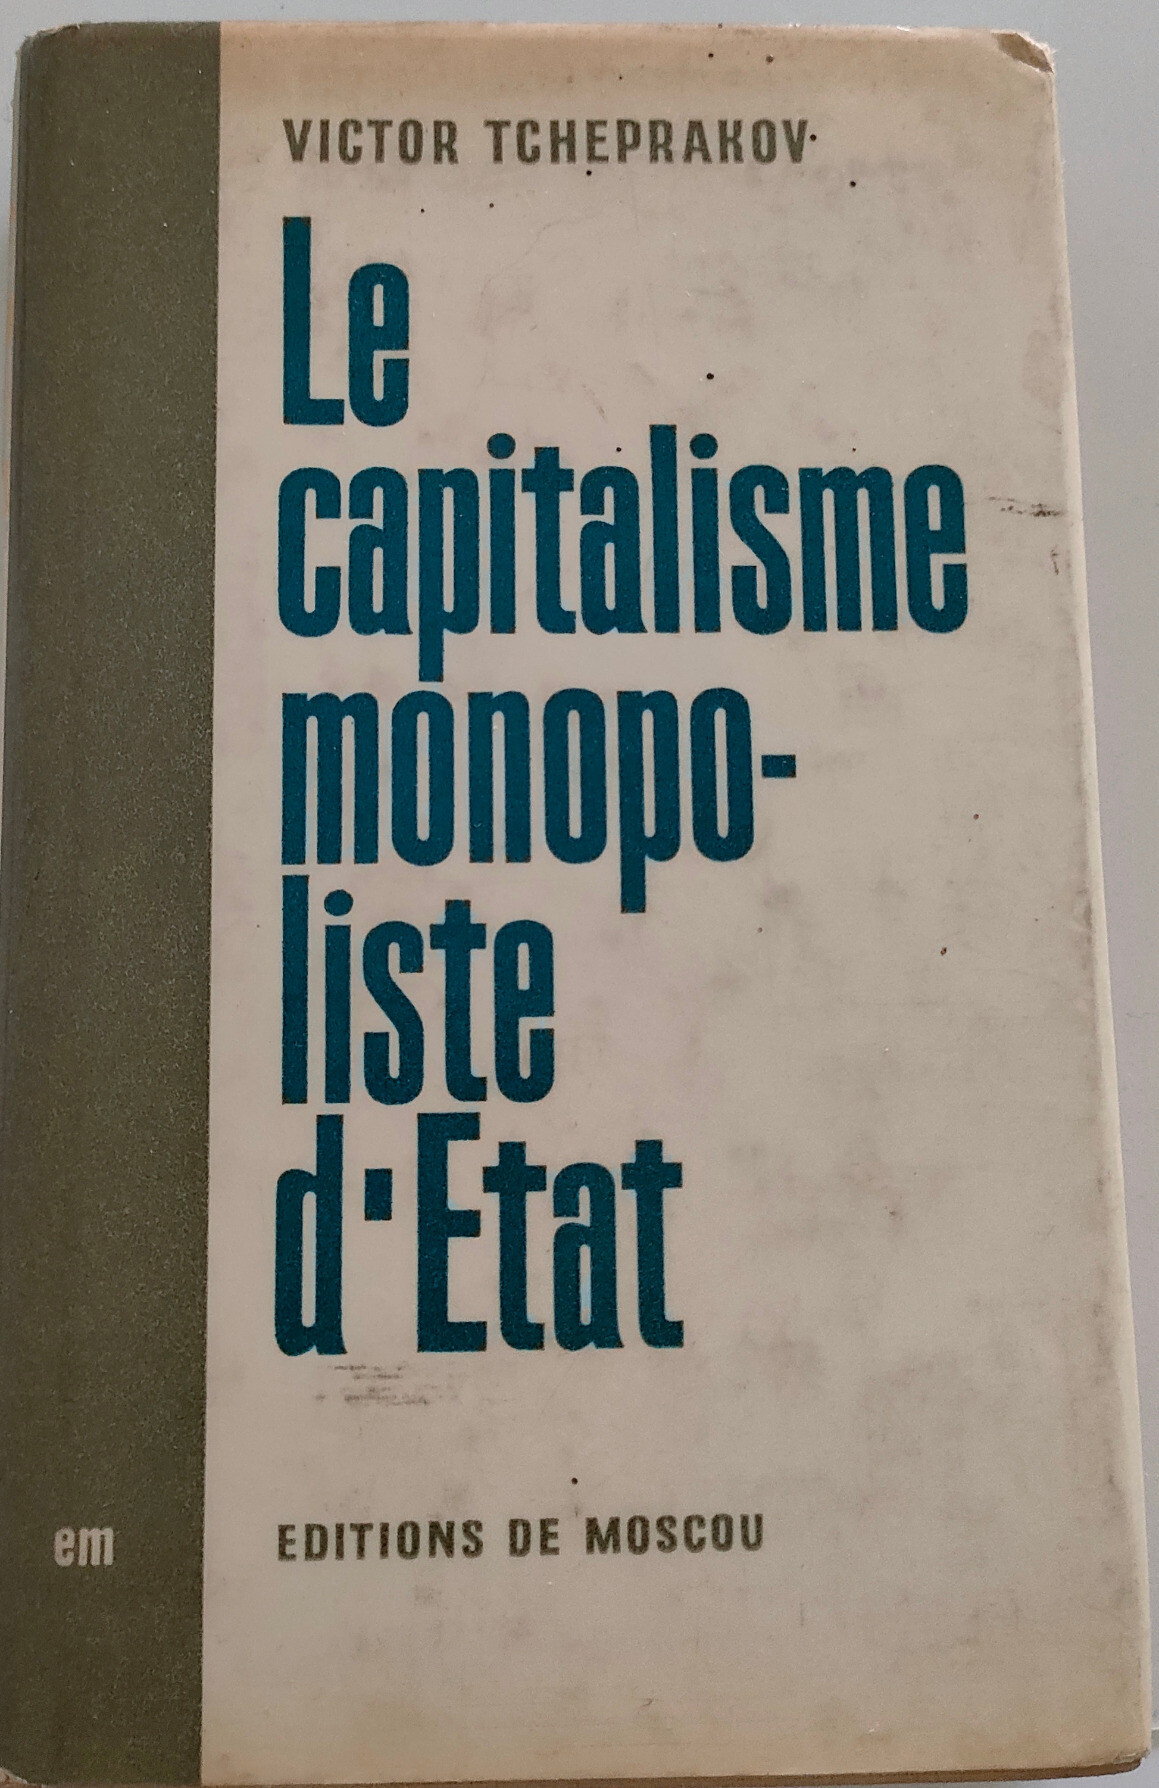 VICTOR TCHEPRAKOV
Le
capitalisme
monopo-
liste
d'Etat
em
EDITIONS DE MOSCOU